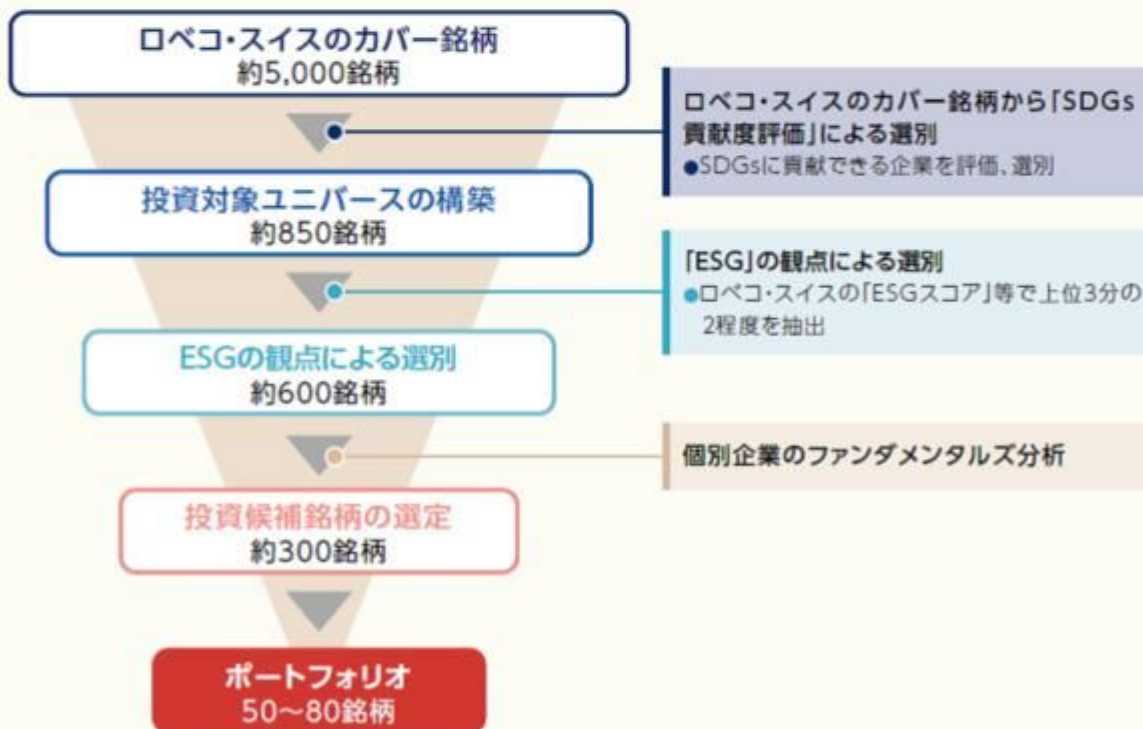 ロベコ・スイスのカバー銘柄
約5,000銘柄
ロベコ・スイスのカバー銘柄から「SDGs
貢献度評価」による選別
●SDGsに貢献できる企業を評価、選別
投資対象ユニバースの構築
約850銘柄
「ESG」の観点による選別
●ロベコ・スイスの「ESGスコア」等で上位3分の
2程度を抽出
ESGの観点による選別
約600銘柄
個別企業のファンダメンタルズ分析
投資候補銘柄の選定
約300銘柄
ポートフォリオ
50～80銘柄